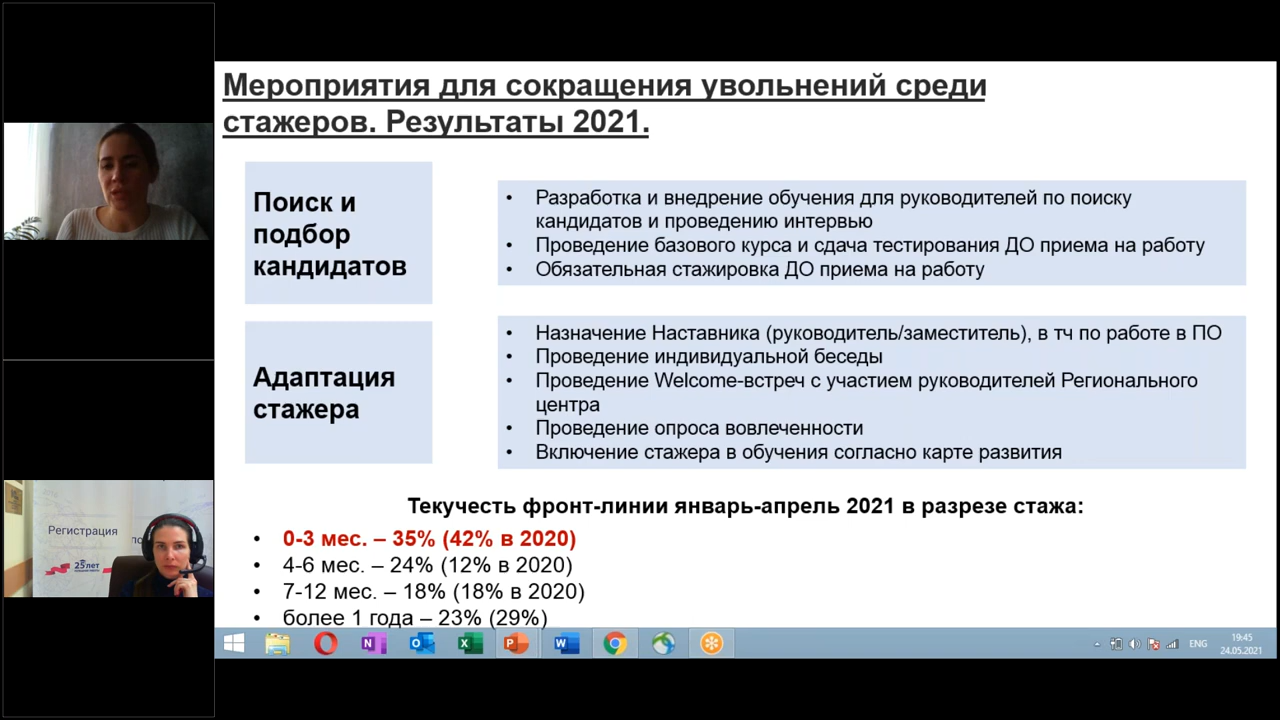 Мероприятия для сокращения увольнений среди
стажеров. Результаты 2021.
Поиск и
подбор
кандидатов
• Разработка и внедрение обучения для руководителей по поиску
кандидатов и проведению интервью
• Проведение базового курса и сдача тестирования ДО приема на работу
• Обязательная стажировка ДО приема на работу
Адаптация
стажера
• Назначение Наставника (руководитель/заместитель), в тч по работе в ПО
• Проведение индивидуальной беседы
• Проведение Welcome-встреч с участием руководителей Регионального
центра
• Проведение опроса вовлеченности
• Включение стажера в обучения согласно карте развития
Текучесть фронт-линии январь-апрель 2021 в разрезе стажа:
• 0-3 мес. – 35% (42% в 2020)
• 4-6 мес. – 24% (12% в 2020)
• 7-12 мес. – 18% (18% в 2020)
• более 1 года – 23% (29%)
Регистрация
25 лет
ENG
19:45
24.05.2021